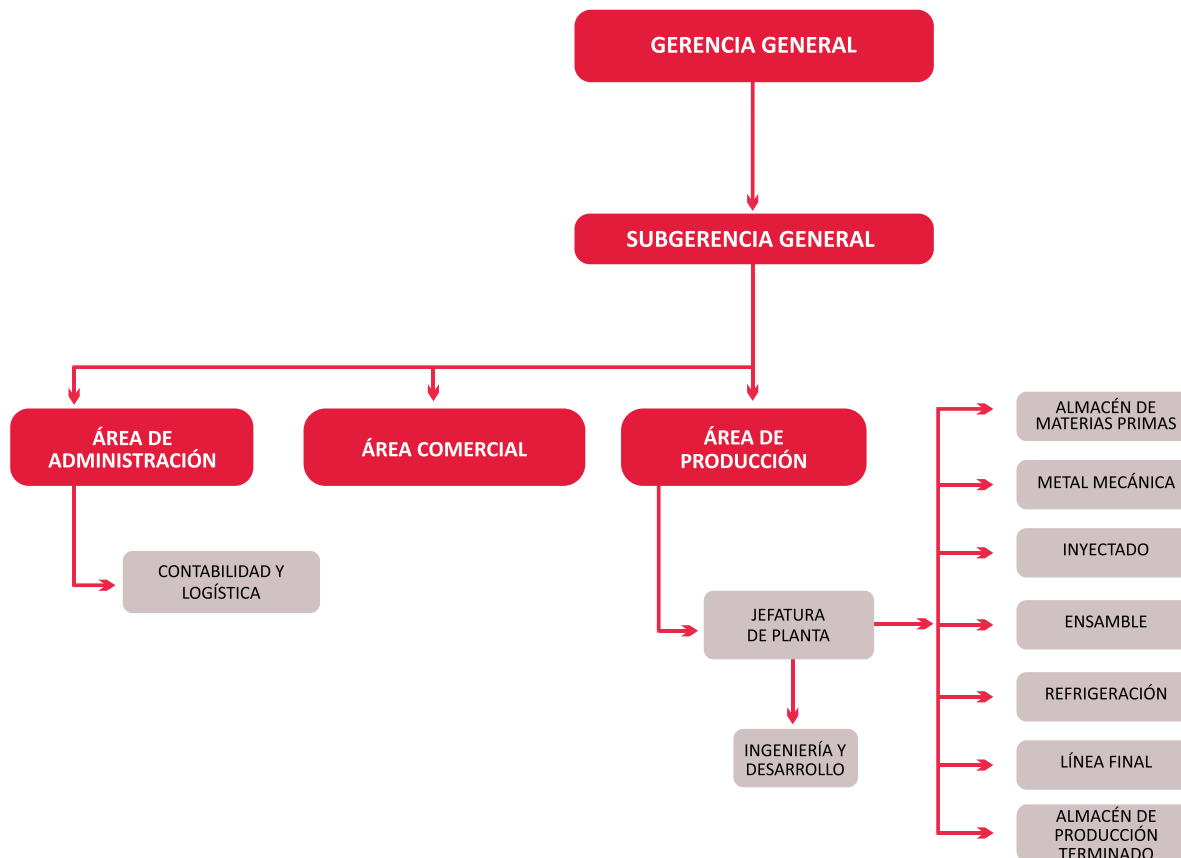 GERENCIA GENERAL
SUBGERENCIA GENERAL
ÁREA DE
ADMINISTRACIÓN
ÁREA COMERCIAL
ÁREA DE
PRODUCCIÓN
CONTABILIDAD Y
LOGÍSTICA
JEFATURA
DE PLANTA
INGENIERÍA Y
DESARROLLO
ALMACÉN DE
MATERIAS PRIMAS
METAL MECÁNICA
INYECTADO
ENSAMBLE
REFRIGERACIÓN
LÍNEA FINAL
ALMACÉN DE
PRODUCCIÓN
TERMINADO